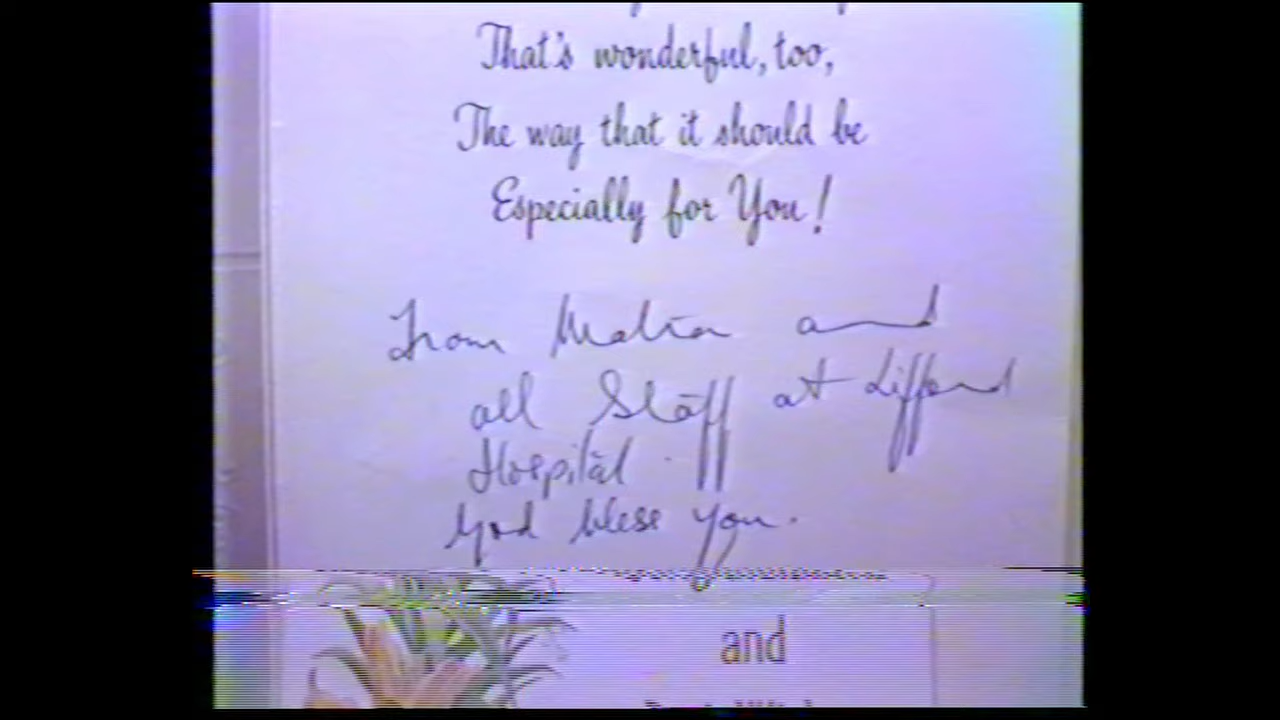 That's wonderful, too,
The way that it should be
Especially for You!
From Matron and
all Staff at Lifford
Hospital.
God bless you.
and